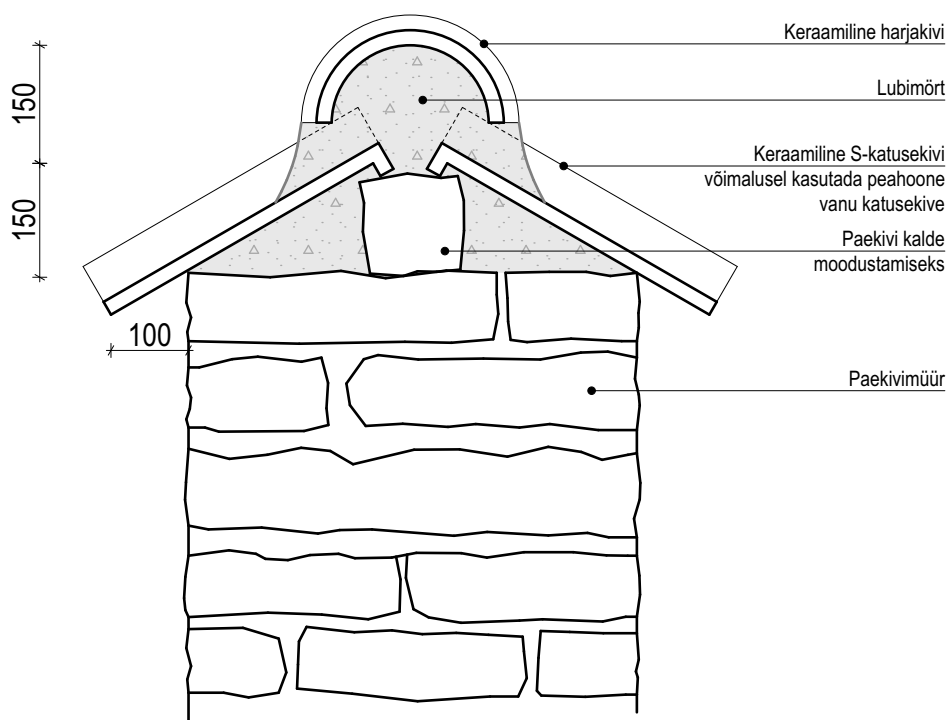 Keraamiline harjakivi
Lubimört
Keraamiline S-katusekivi
võimalusel kasutada peahoone
vanu katusekive
Paekivi kalde
moodustamiseks
Paekivimüür
150
150
100